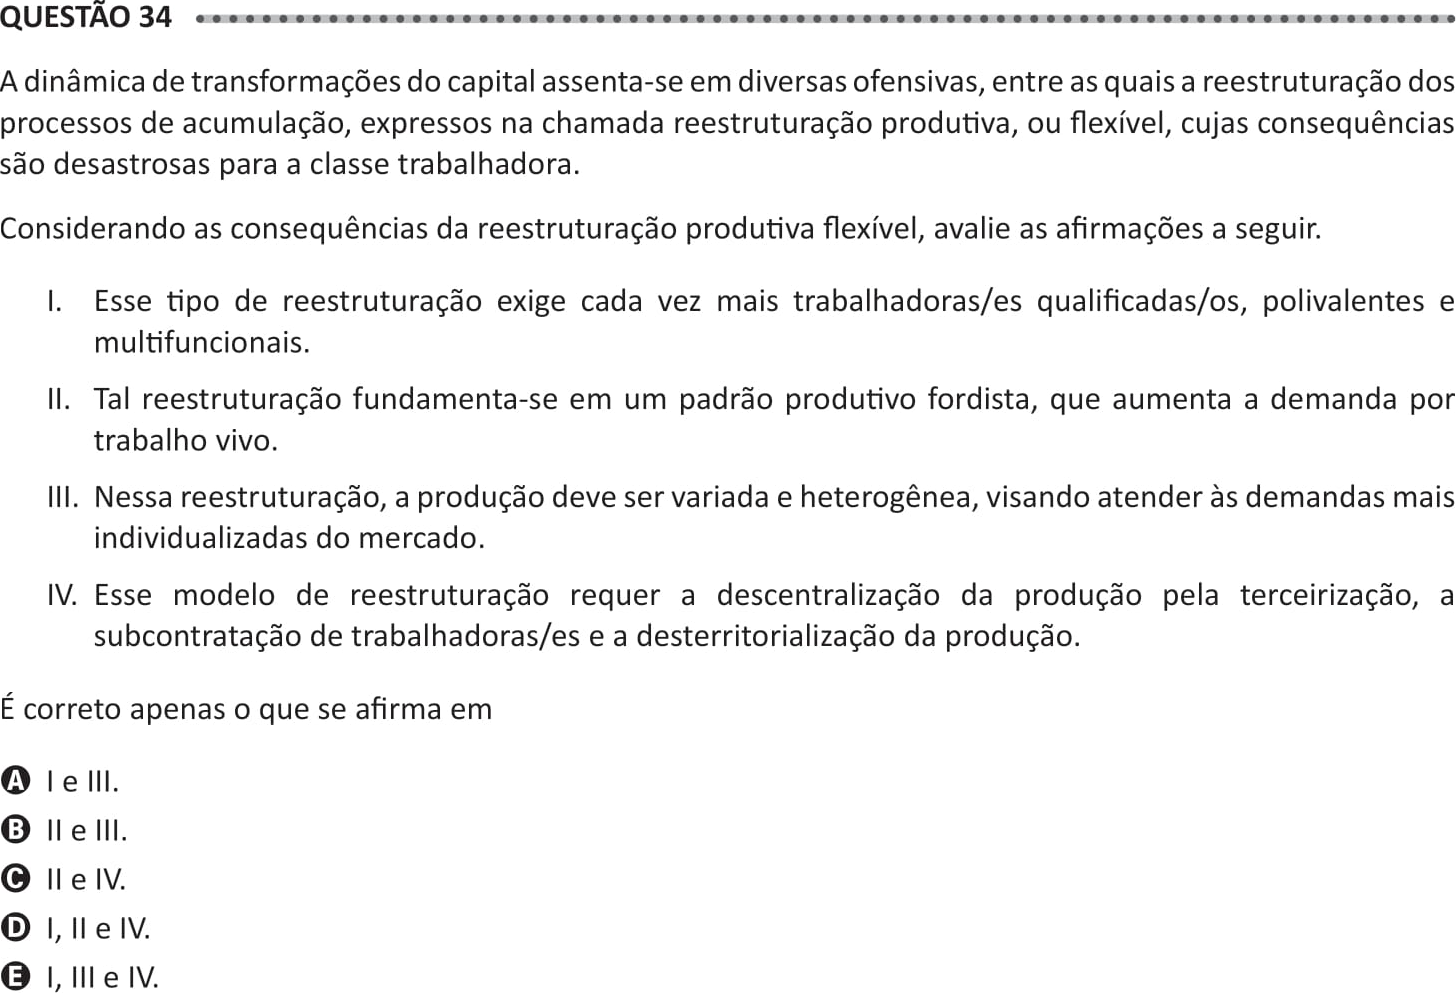 QUESTÃO 34
A dinâmica de transformações do capital assenta-se em diversas ofensivas, entre as quais a reestruturação dos
processos de acumulação, expressos na chamada reestruturação produtiva, ou flexível, cujas consequências
são desastrosas para a classe trabalhadora.
Considerando as consequências da reestruturação produtiva flexível, avalie as afirmações a seguir.
I. Esse tipo de reestruturação exige cada vez mais trabalhadoras/es qualificadas/os, polivalentes e
multifuncionais.
II. Tal reestruturação fundamenta-se em um padrão produtivo fordista, que aumenta a demanda por
trabalho vivo.
III. Nessa reestruturação, a produção deve ser variada e heterogênea, visando atender às demandas mais
individualizadas do mercado.
IV. Esse modelo de reestruturação requer a descentralização da produção pela terceirização, a
subcontratação de trabalhadoras/es e a desterritorialização da produção.
É correto apenas o que se afirma em
A I e III.
B II e III.
C II e IV.
D I, II e IV.
E I, III e IV.